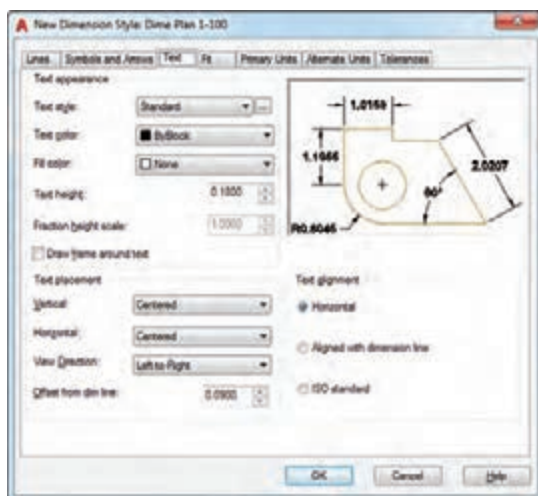 New Dimension Style: Dime Plan 1-100
Lines Symbols and Arrows Text Fit Primary Units Alternate Units Tolerances
Text appearance
Text style: Standard ...
Text color: ByBlock
Fill color: None
Text height: 0.1800
Fraction height scale: 1.0000
Draw frame around text
1.0159
1.1955
2.0207
60°
R0.8045
Text placement
Vertical: Centered
Horizontal: Centered
View Direction: Left-to-Right
Offset from dim line: 0.0900
Text alignment
Horizontal
Aligned with dimension line
ISO standard
OK Cancel Help